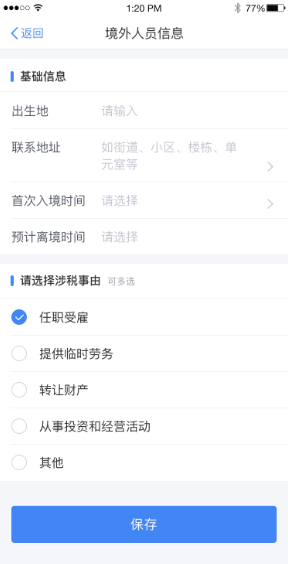 1:20 PM
77%
返回
境外人员信息
基础信息
出生地 请输入
联系地址 如街道、小区、楼栋、单
元室等
首次入境时间 请选择
预计离境时间 请选择
请选择涉税事由 可多选
任职受雇
提供临时劳务
转让财产
从事投资和经营活动
其他
保存